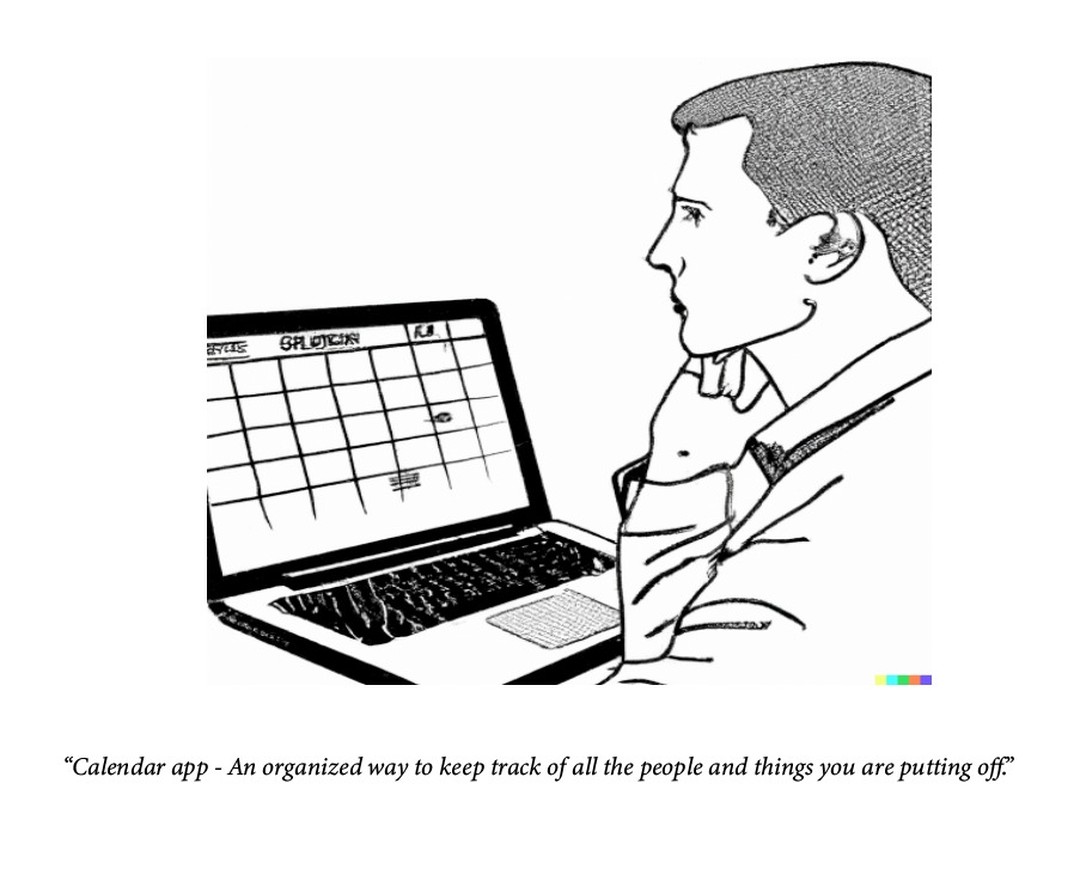 “Calendar app - An organized way to keep track of all the people and things you are putting off.”